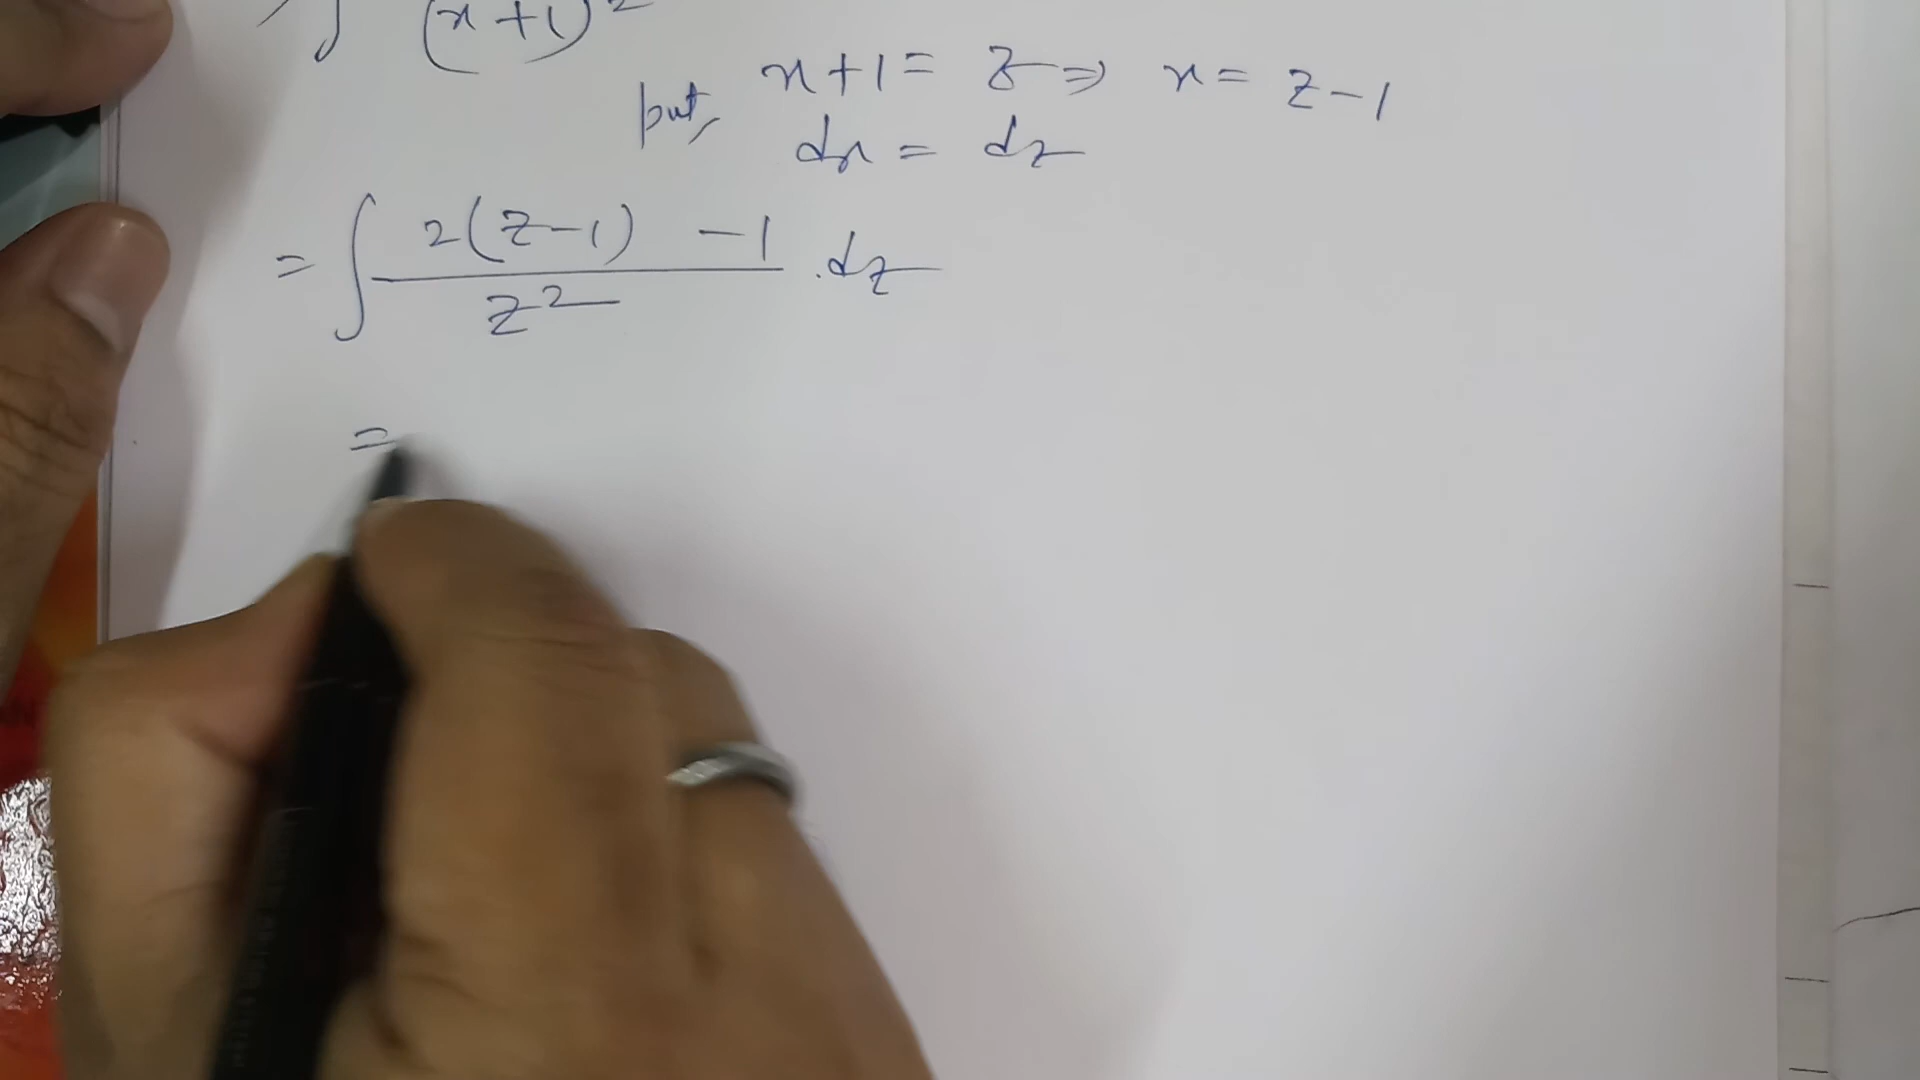 ∫ (x+1)²
put, x+1 = z ⇒ x = z-1
dx = dz
= ∫ 2(z-1) -1 / z² .dz
=